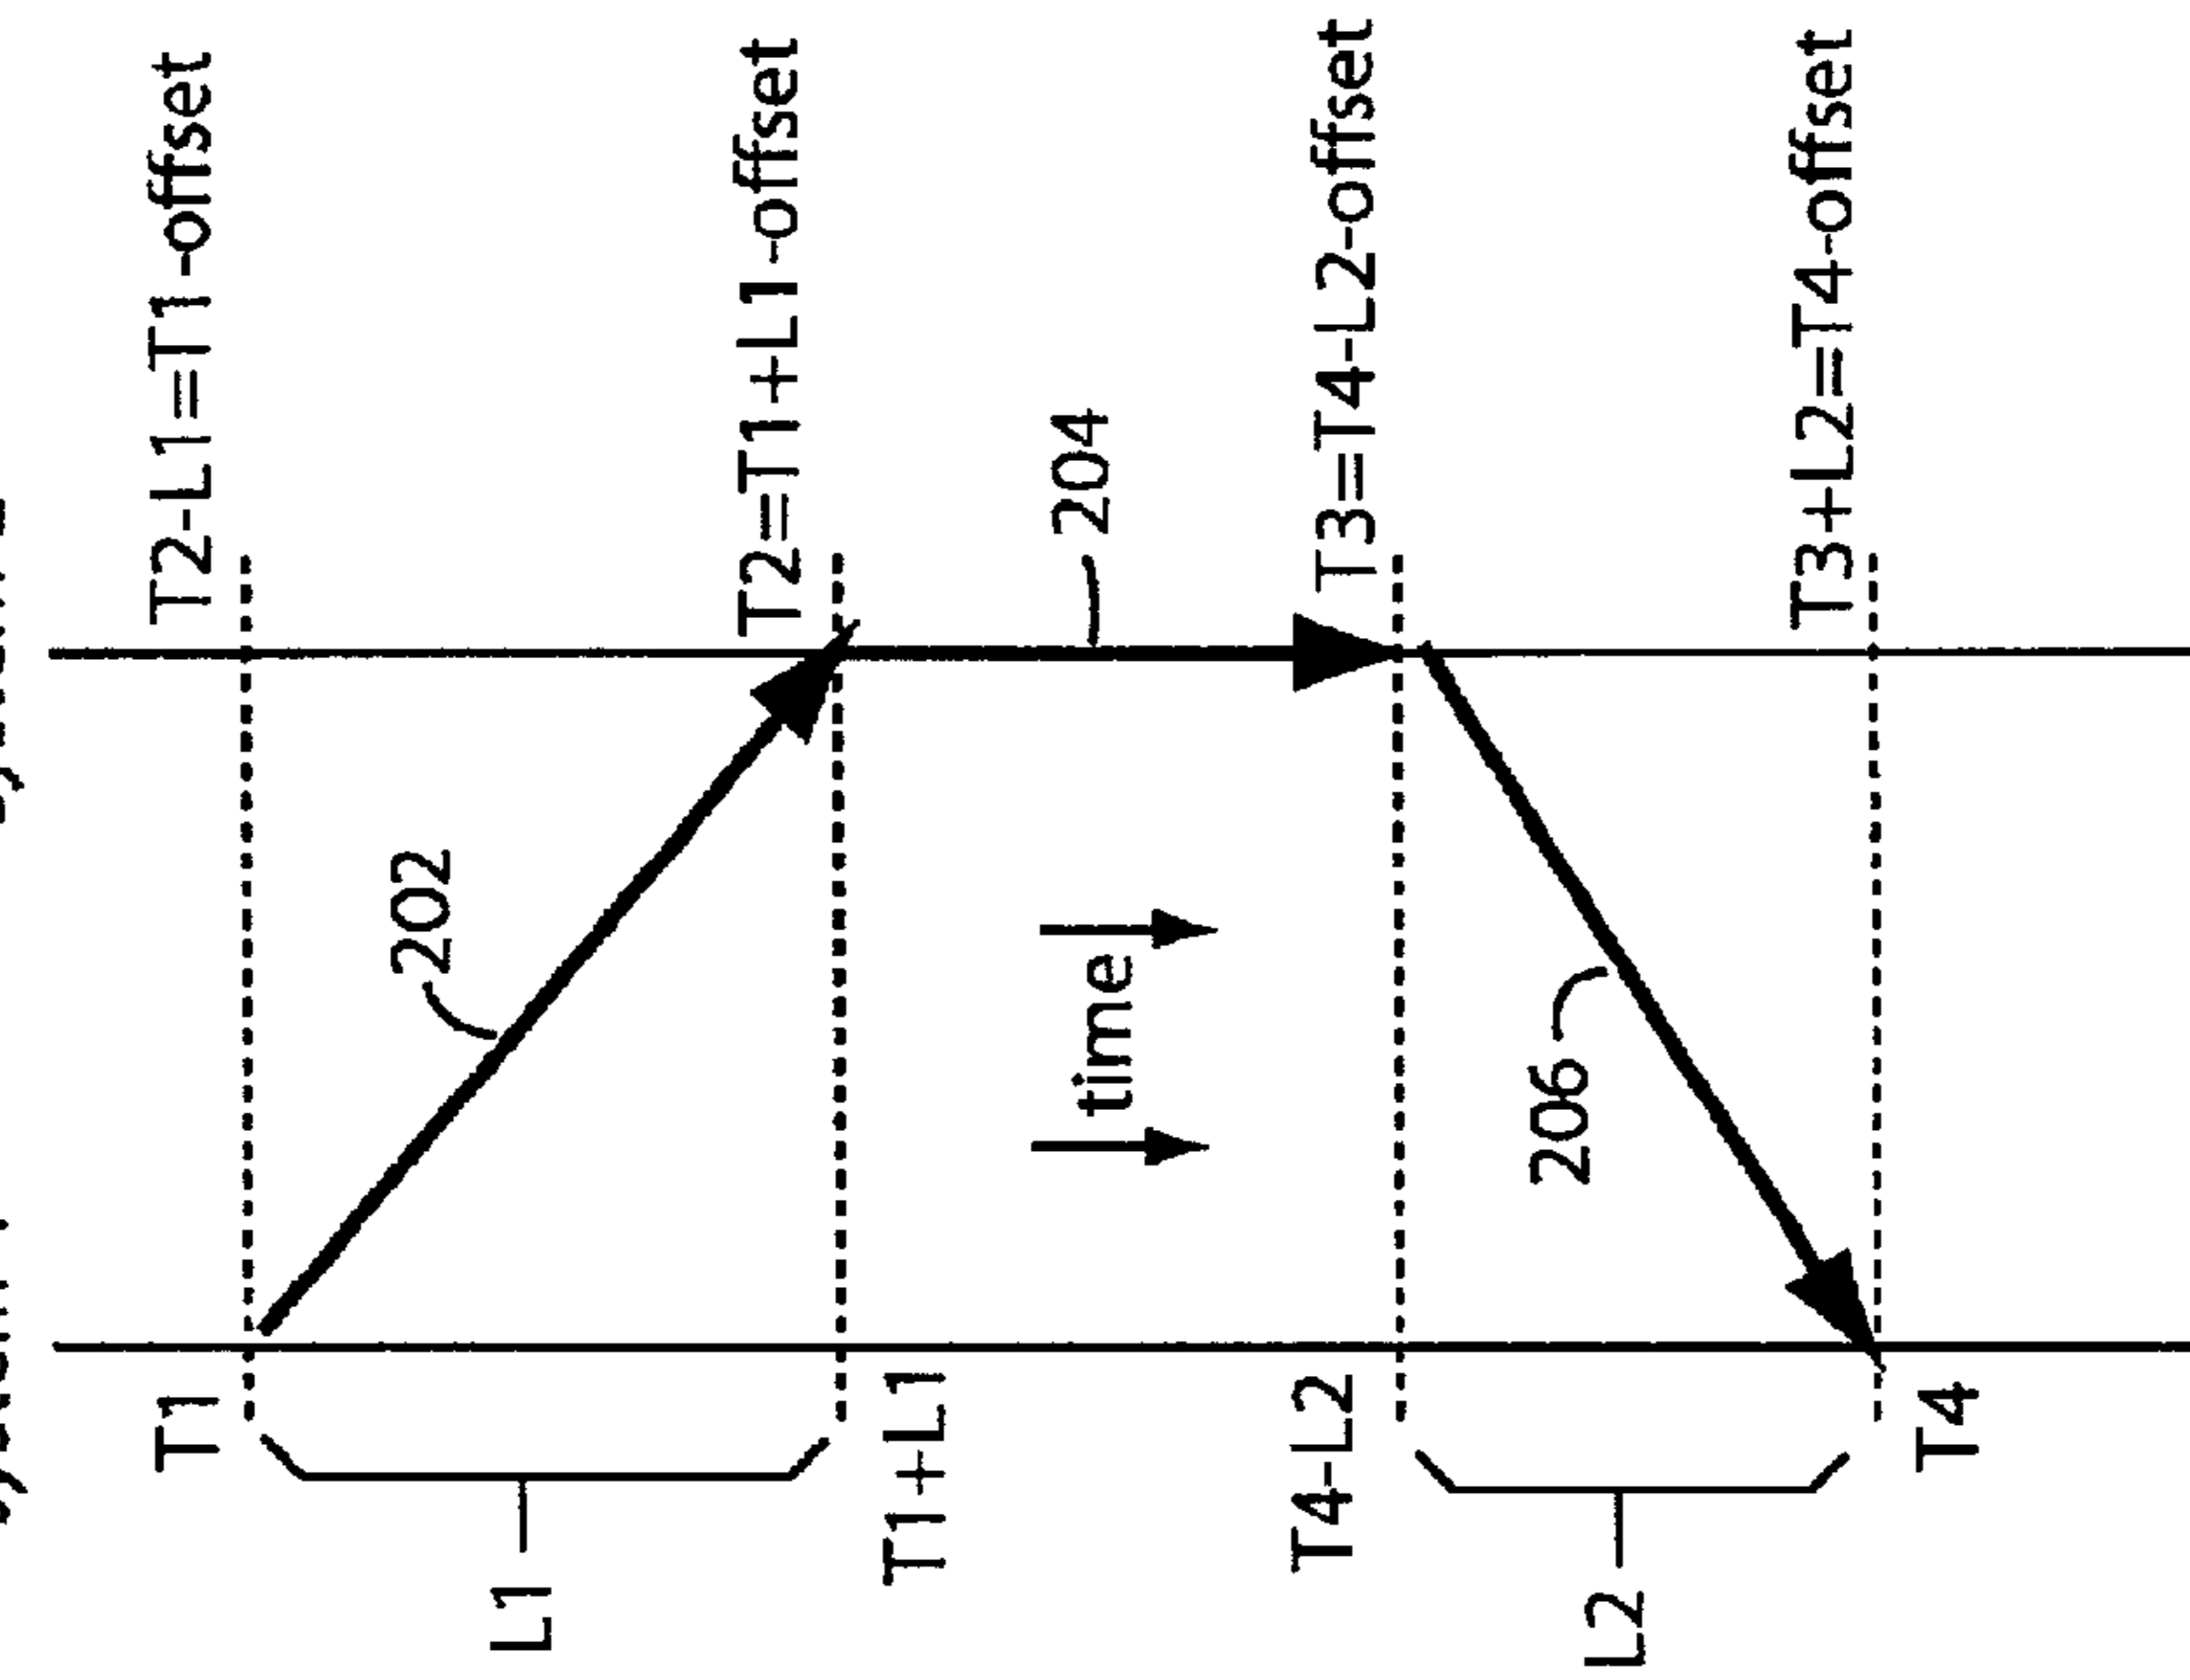 T1
T2-L1=T1-offset
L1
202
T1+L1
T2=T1+L1-offset
time
204
T4-L2
T3=T4-L2-offset
L2
206
T4
T3+L2=T4-offset